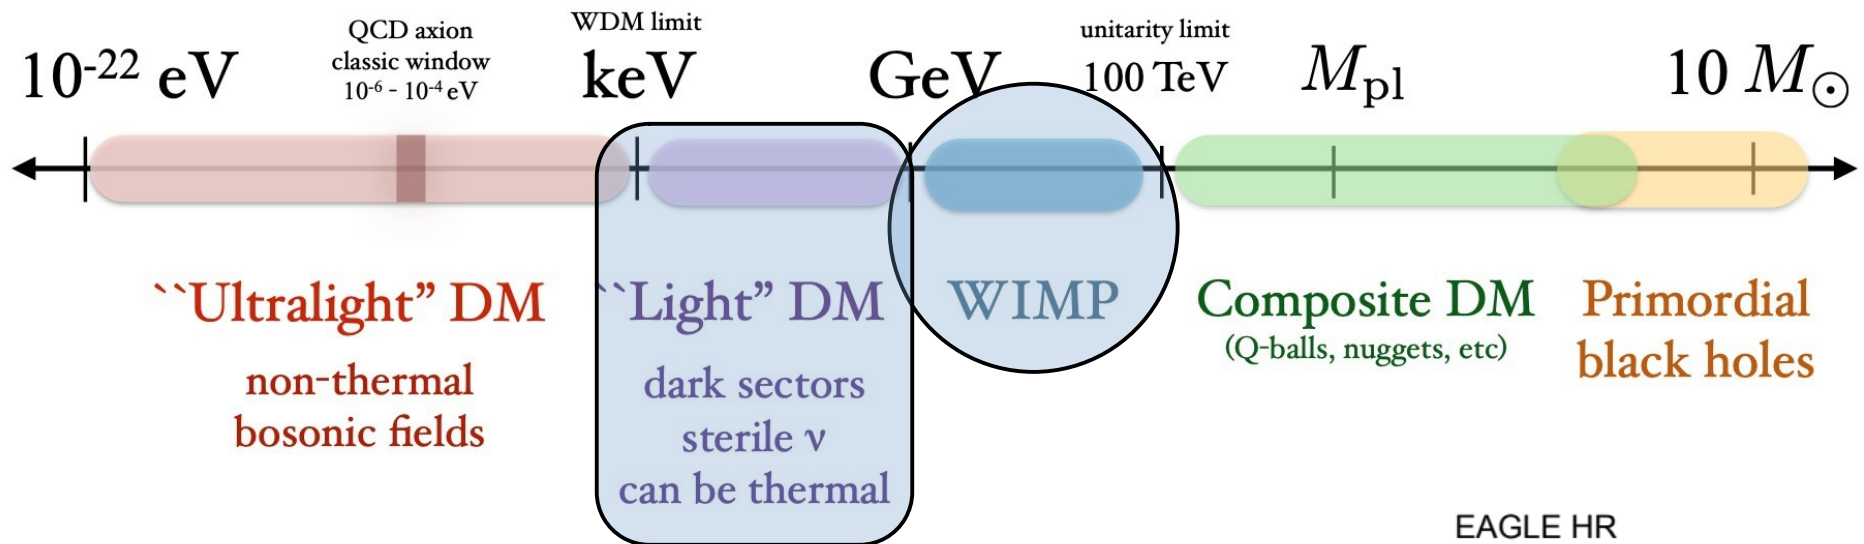 10-22 eV
QCD axion
classic window
10-6 - 10-4 eV
WDM limit
keV
GeV
unitarity limit
100 TeV
Mpl
10 M☉
``Ultralight” DM
non-thermal
bosonic fields
``Light” DM
dark sectors
sterile ν
can be thermal
WIMP
Composite DM
(Q-balls, nuggets, etc)
Primordial
black holes
EAGLE HR